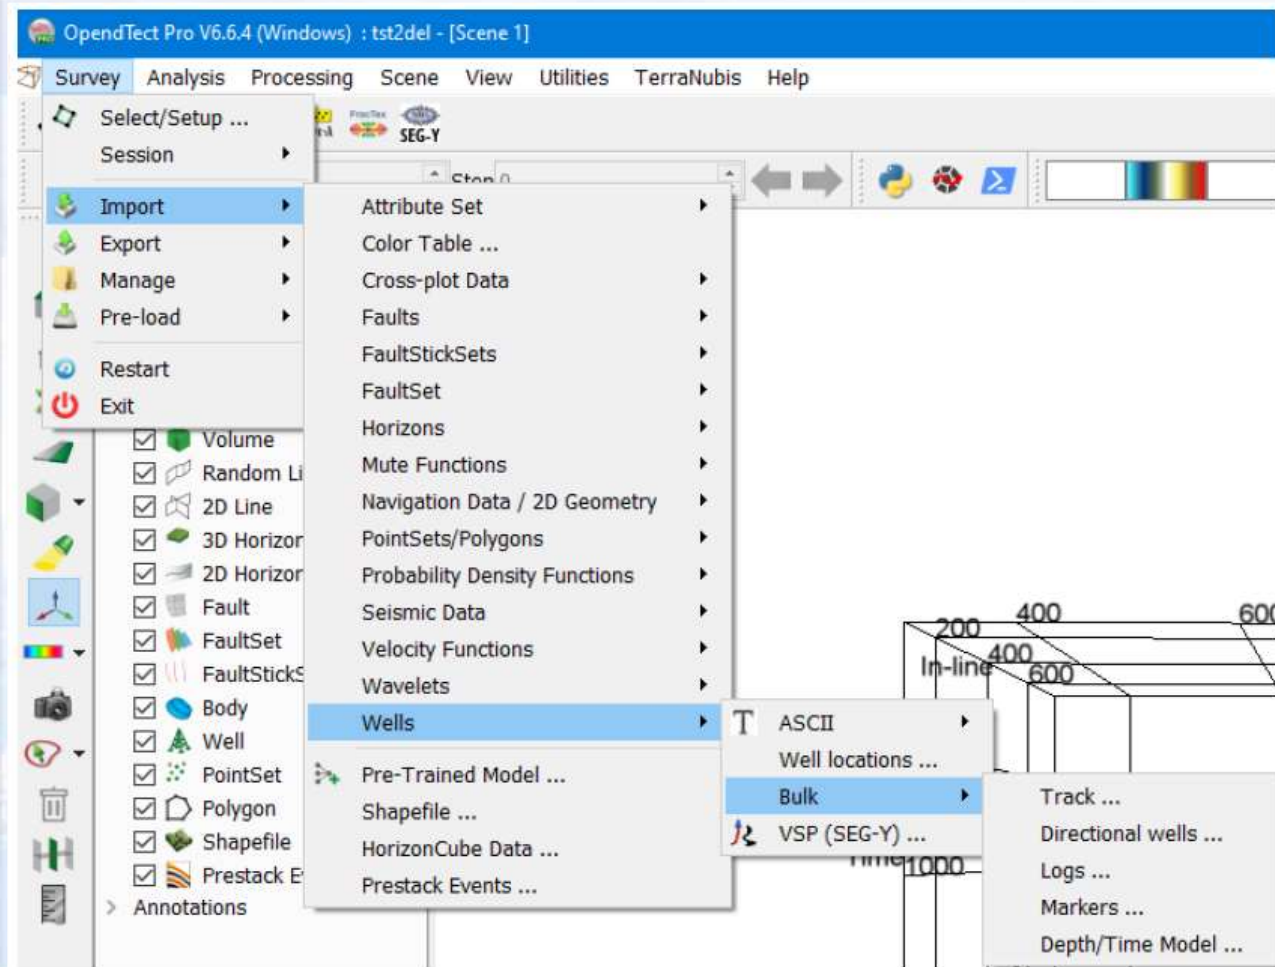 OpendTect Pro V6.6.4 (Windows) : tst2del - [Scene 1]
Survey Analysis Processing Scene View Utilities TerraNubis Help
Select/Setup ...
SEG-Y
Session
Step 0
Import
Export
Manage
Pre-load
Restart
Exit
Attribute Set
Color Table ...
Cross-plot Data
Faults
FaultStickSets
FaultSet
Horizons
Mute Functions
Navigation Data / 2D Geometry
PointSets/Polygons
Probability Density Functions
Seismic Data
Velocity Functions
Wavelets
Wells
Pre-Trained Model ...
Shapefile ...
HorizonCube Data ...
Prestack Events ...
T ASCII
Well locations ...
Bulk
VSP (SEG-Y) ...
Track ...
Directional wells ...
Logs ...
Markers ...
Depth/Time Model ...
Volume
Random Li
2D Line
3D Horizon
2D Horizon
Fault
FaultSet
FaultStickS
Body
Well
PointSet
Polygon
Shapefile
Prestack E
Annotations
200 400 600
In-line 400
600
Time 1000